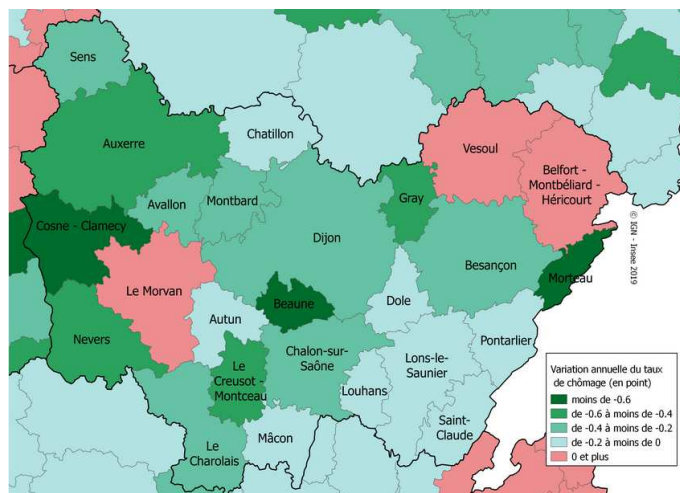 Sens
Auxerre
Chatillon
Vesoul
Belfort -
Montbéliard -
Héricourt
Avallon
Montbard
Gray
Cosne - Clamecy
Dijon
© IGN - Insee 2019
Besançon
Morteau
Le Morvan
Beaune
Dole
Autun
Nevers
Pontarlier
Chalon-sur-
Saône
Lons-le-
Saunier
Le
Creusot -
Montceau
Louhans
Saint-
Claude
Le
Charolais
Mâcon
Variation annuelle du taux
de chômage (en point)
moins de -0.6
de -0.6 à moins de -0.4
de -0.4 à moins de -0.2
de -0.2 à moins de 0
0 et plus